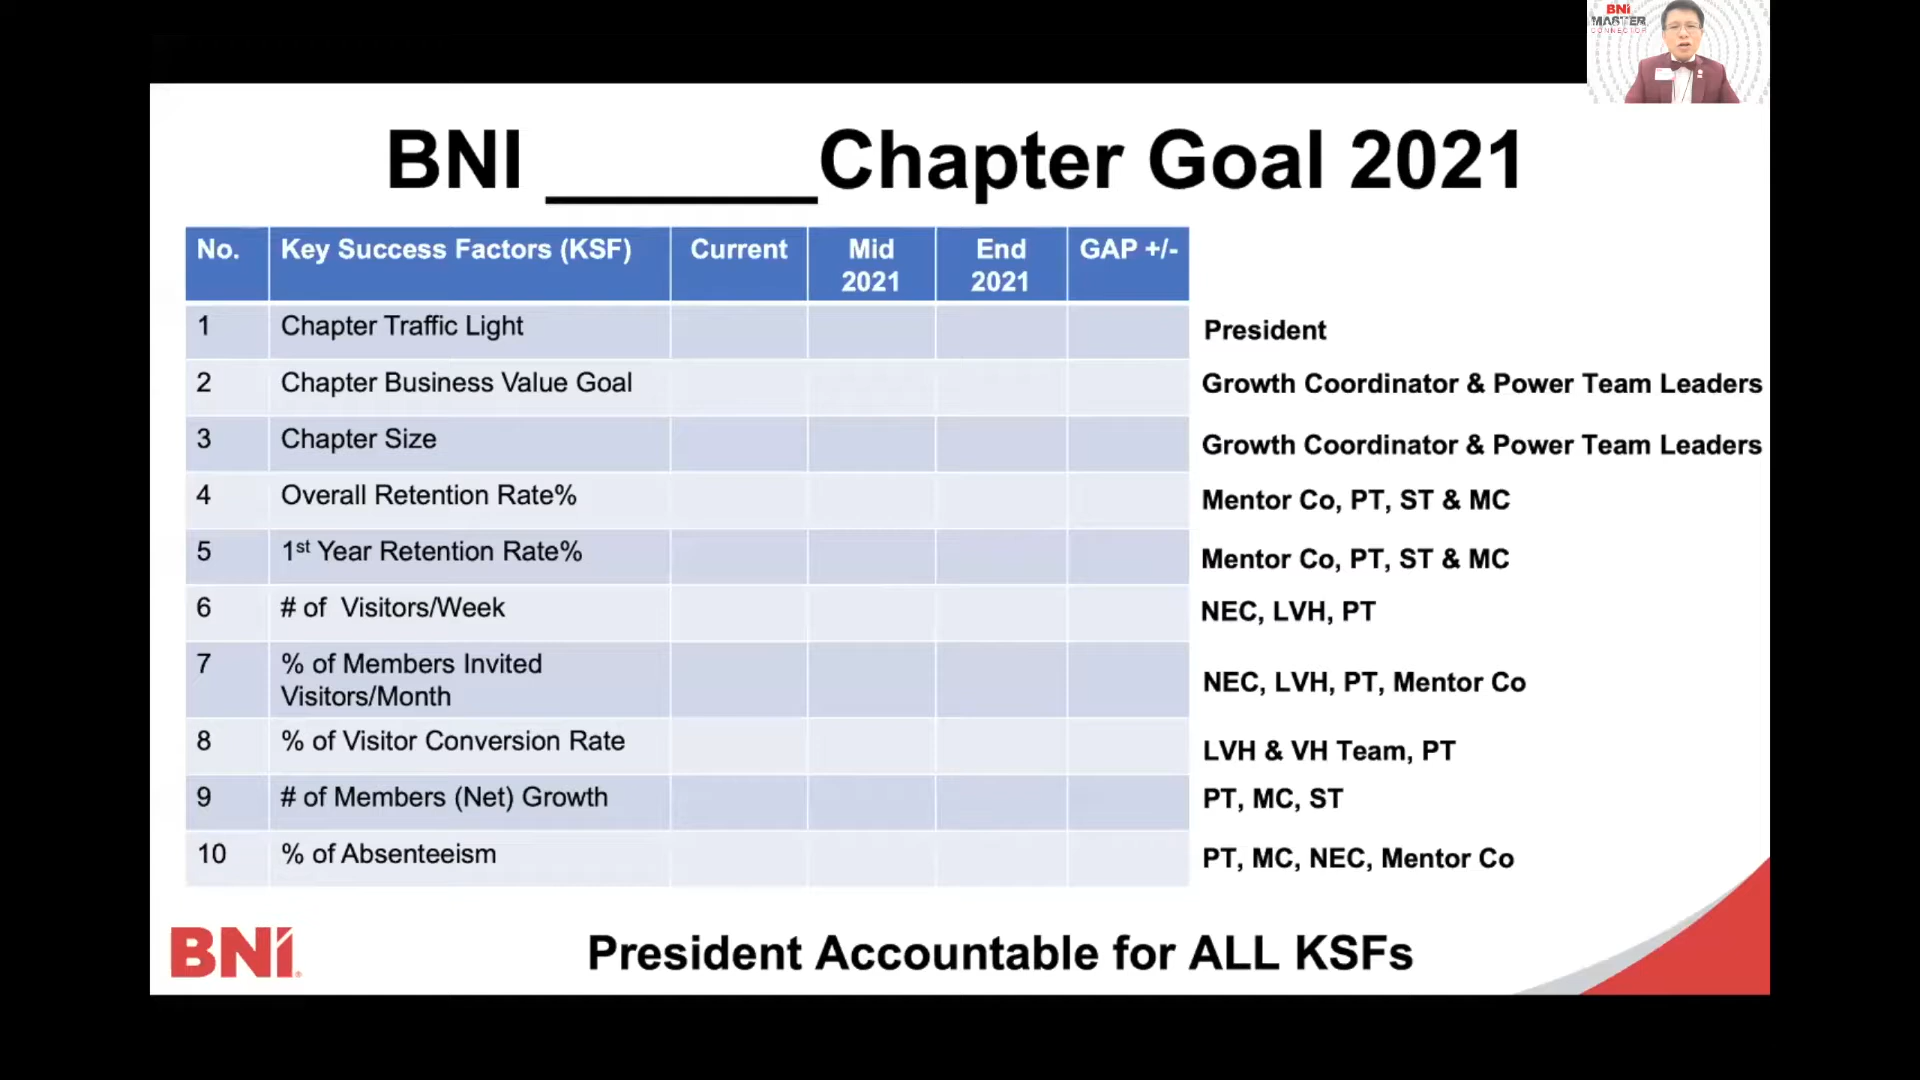 BNI
MASTER
CONNECTOR
BNI ______Chapter Goal 2021
No. Key Success Factors (KSF) Current Mid 2021 End 2021 GAP +/-
1 Chapter Traffic Light President
2 Chapter Business Value Goal Growth Coordinator & Power Team Leaders
3 Chapter Size Growth Coordinator & Power Team Leaders
4 Overall Retention Rate% Mentor Co, PT, ST & MC
5 1st Year Retention Rate% Mentor Co, PT, ST & MC
6 # of Visitors/Week NEC, LVH, PT
7 % of Members Invited Visitors/Month NEC, LVH, PT, Mentor Co
8 % of Visitor Conversion Rate LVH & VH Team, PT
9 # of Members (Net) Growth PT, MC, ST
10 % of Absenteeism PT, MC, NEC, Mentor Co
BNI® President Accountable for ALL KSFs